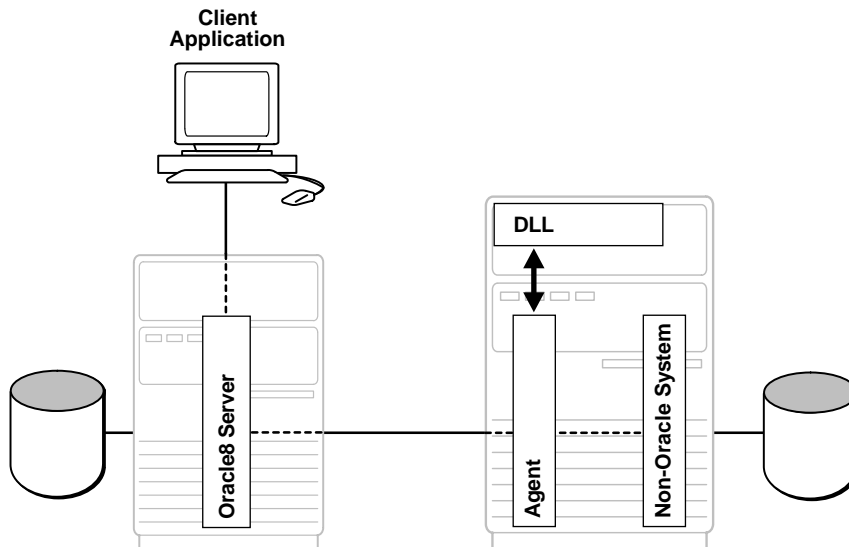 Client
Application
DLL
Oracle8 Server
Agent
Non-Oracle System